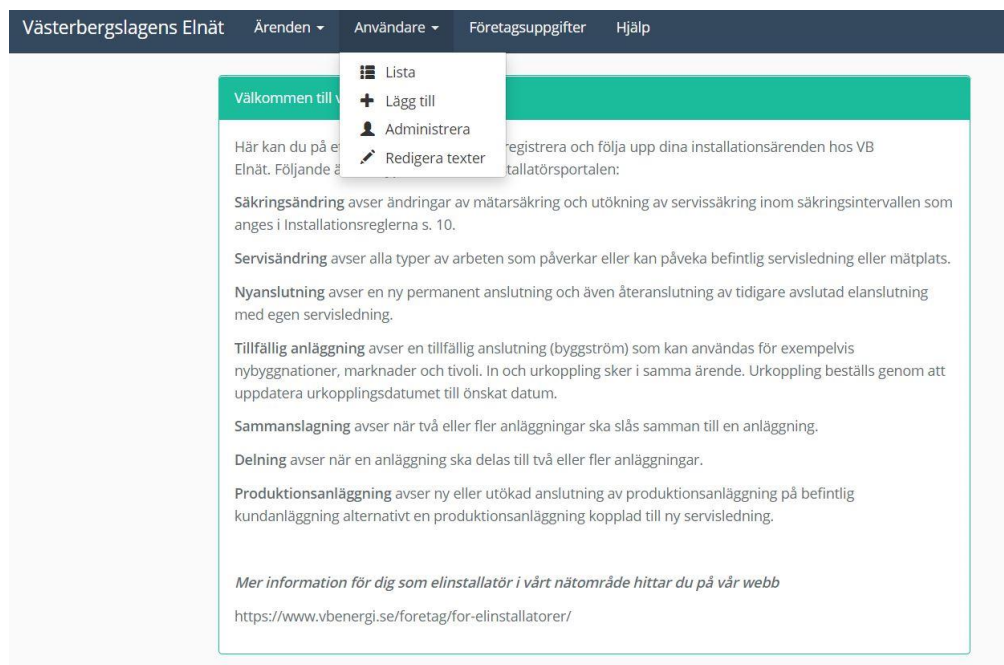 Västerbergslagens Elnät Ärenden Användare Företagsuppgifter Hjälp
Lista
Lägg till
Administrera
Redigera texter
Välkommen till
Här kan du på registrera och följa upp dina installationsärenden hos VB
Elnät. Följande tallatörsportalen:
Säkringsändring avser ändringar av mätarsäkring och utökning av servissäkring inom säkringsintervallen som
anges i Installationsreglerna s. 10.
Servisändring avser alla typer av arbeten som påverkar eller kan påveka befintlig servisledning eller mätplats.
Nyanslutning avser en ny permanent anslutning och även återanslutning av tidigare avslutad elanslutning
med egen servisledning.
Tillfällig anläggning avser en tillfällig anslutning (byggström) som kan användas för exempelvis
nybyggnationer, marknader och tivoli. In och urkoppling sker i samma ärende. Urkoppling beställs genom att
uppdatera urkopplingsdatumet till önskat datum.
Sammanslagning avser när två eller fler anläggningar ska slås samman till en anläggning.
Delning avser när en anläggning ska delas till två eller fler anläggningar.
Produktionsanläggning avser ny eller utökad anslutning av produktionsanläggning på befintlig
kundanläggning alternativt en produktionsanläggning kopplad till ny servisledning.
Mer information för dig som elinstallatör i vårt nätområde hittar du på vår webb
https://www.vbenergi.se/foretag/for-elinstallatorer/